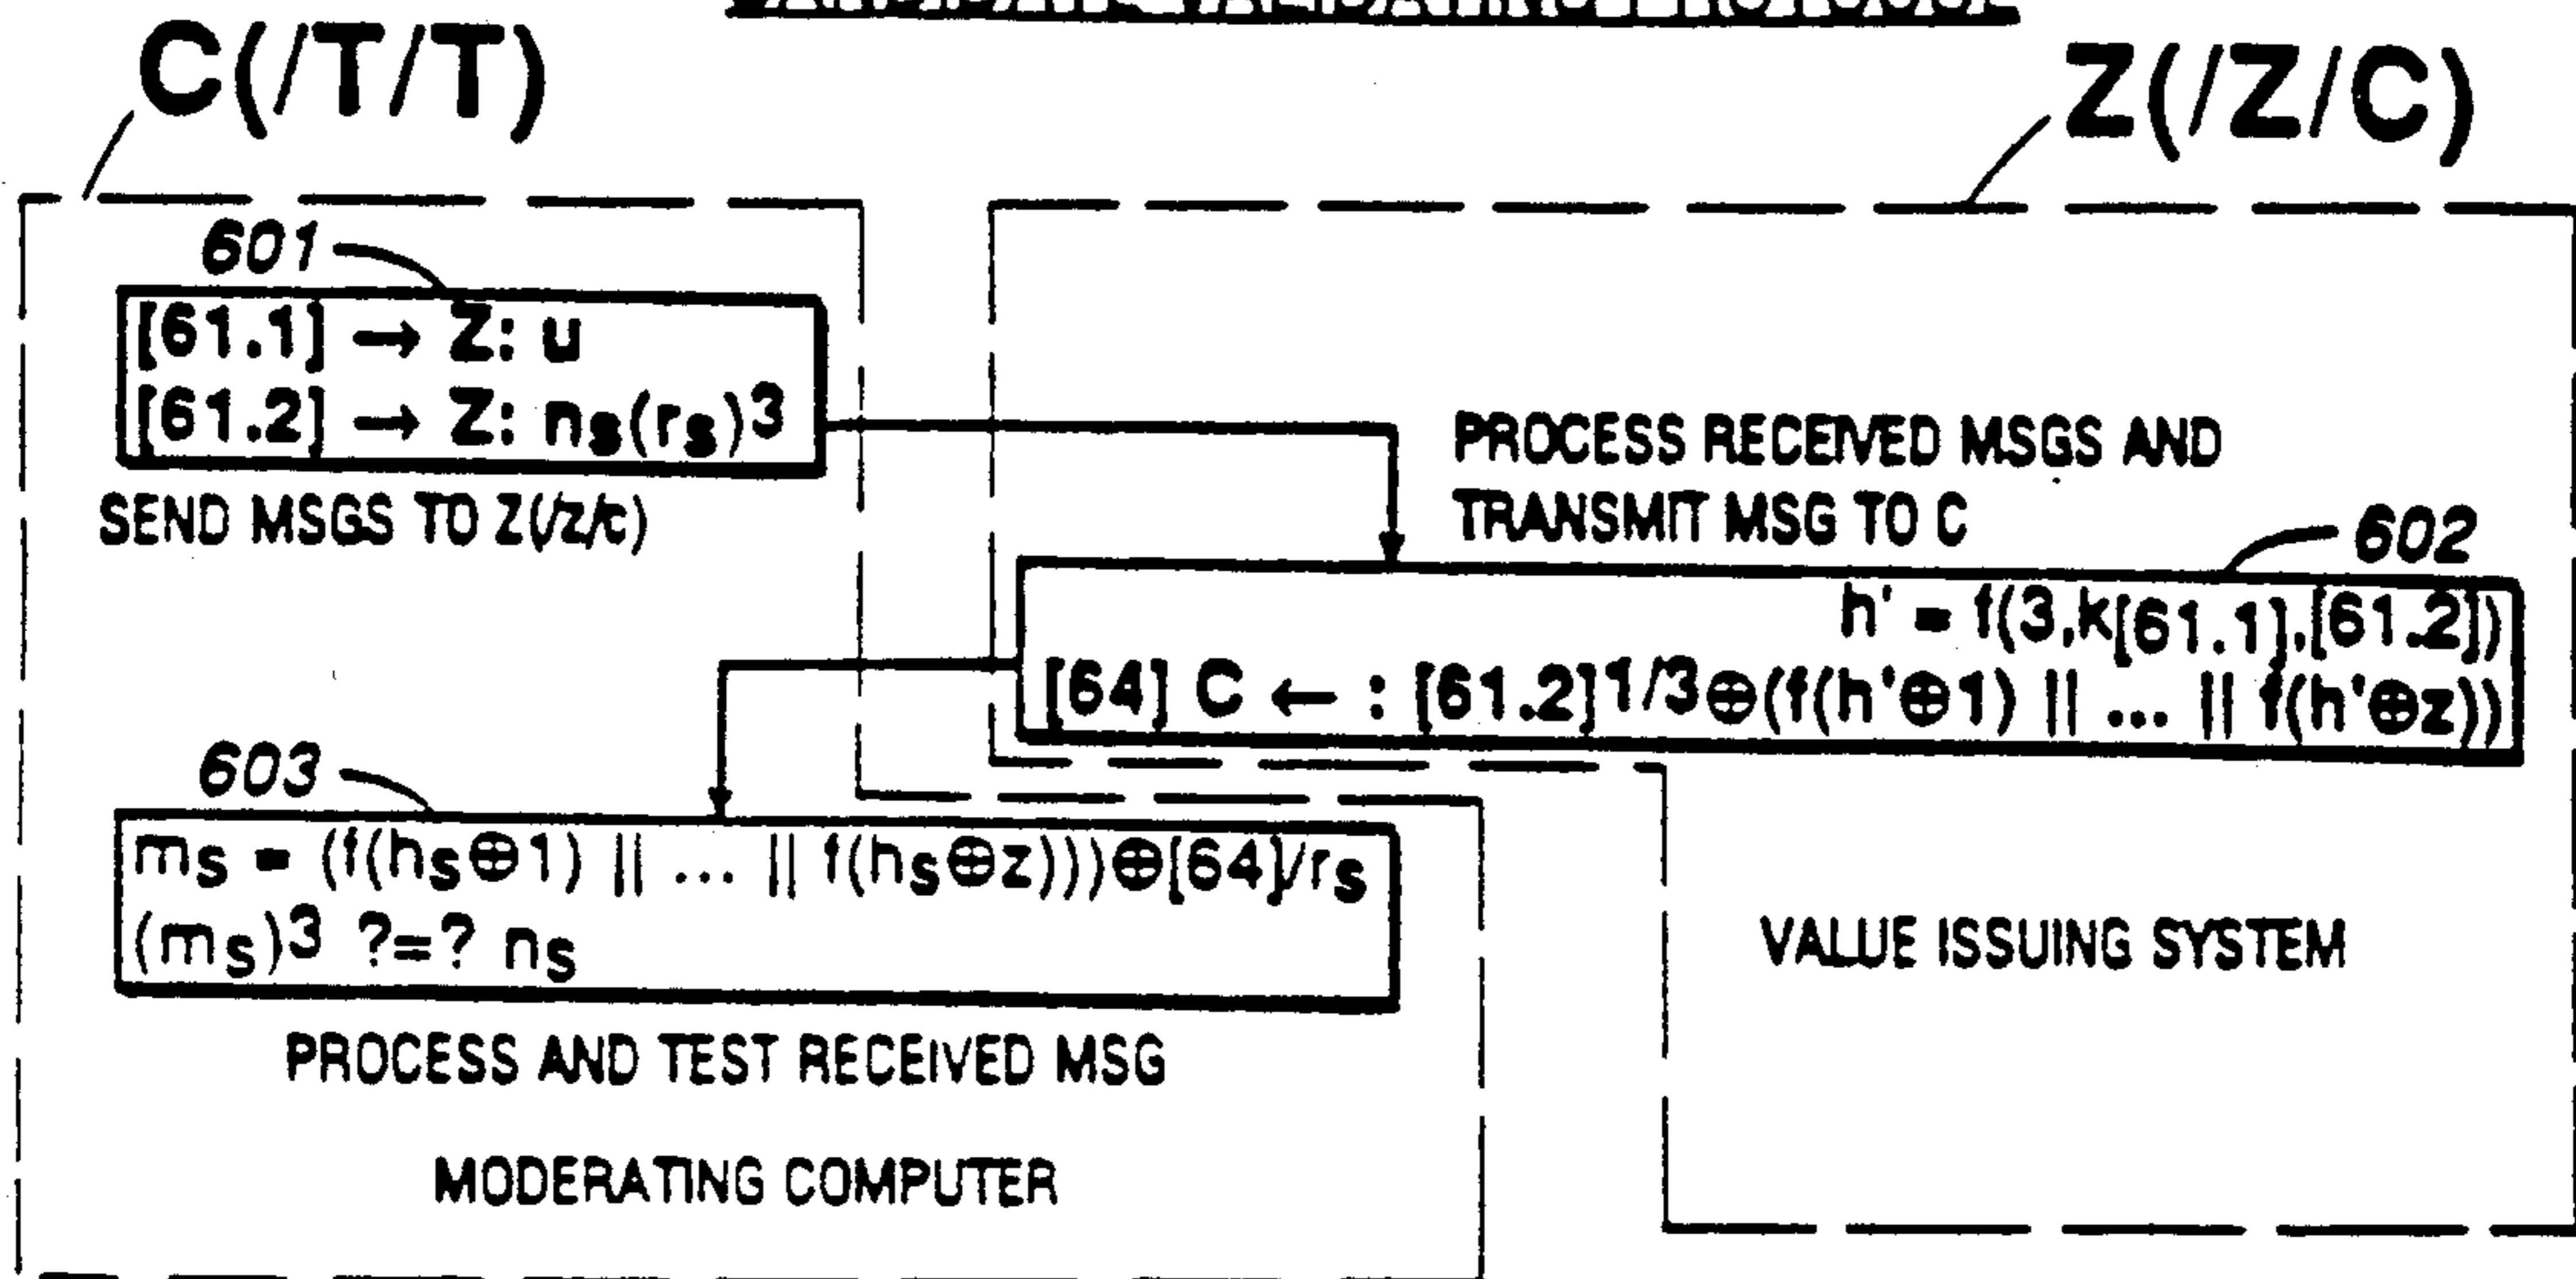 C(/T/T)
Z(/Z/C)
601
[61.1] → Z: u
[61.2] → Z: nₛ(rₛ)³
SEND MSGS TO Z(/z/c)
PROCESS RECEIVED MSGS AND
TRANSMIT MSG TO C
602
h' = f(3,k[61.1],[61.2])
[64] C ← : [61.2]1/3⊕(f(h'⊕1) || ... || f(h'⊕z))
603
mₛ = (f(hₛ⊕1) || ... || f(hₛ⊕z)))⊕[64]/rₛ
(mₛ)³ ?=? nₛ
PROCESS AND TEST RECEIVED MSG
VALUE ISSUING SYSTEM
MODERATING COMPUTER